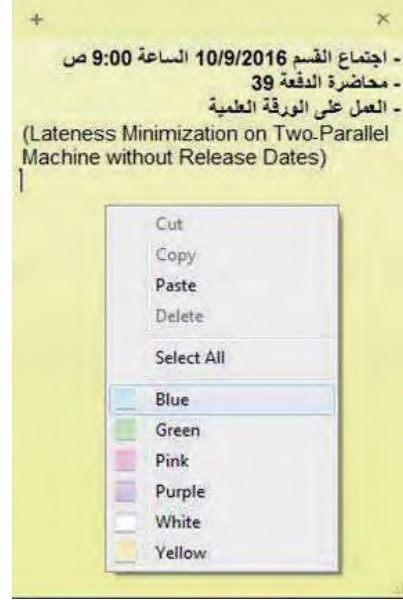 + ×
- اجتماع القسم 10/9/2016 الساعة 9:00 ص
- محاضرة الدفعة 39
- العمل على الورقة العلمية
(Lateness Minimization on Two-Parallel
Machine without Release Dates)
Cut
Copy
Paste
Delete
Select All
Blue
Green
Pink
Purple
White
Yellow